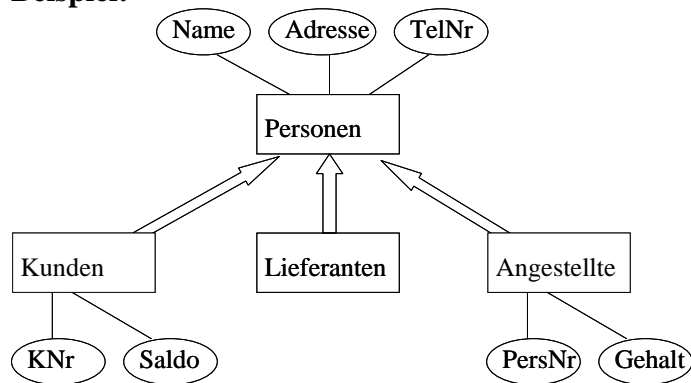 Beispiel:
Name Adresse TelNr
Personen
Kunden Lieferanten Angestellte
KNr Saldo PersNr Gehalt